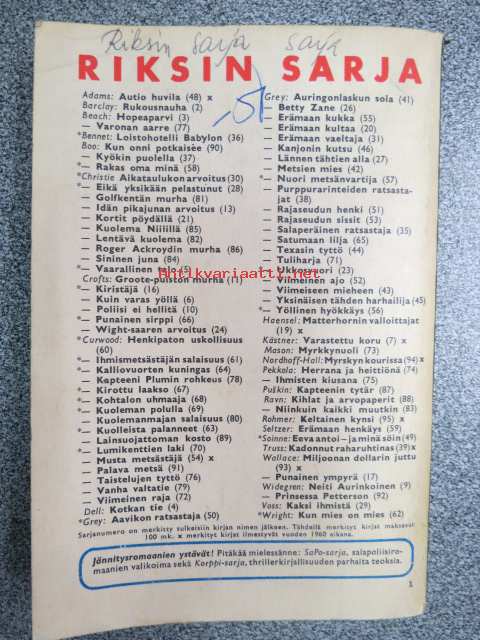 Riksin sarja sarja
RIKSIN SARJA
Adams: Autio huvila (48) x
Barclay: Rukousnauha (2)
Beach: Hopeaparvi (3)
— Varonan aarre (77)
*Bennet: Loistohotelli Babylon (36)
Boo: Kun onni potkaisee (90)
— Kyökin puolella (37)
*— Rakas oma minä (58)
*Christie Aikataulukon arvoitus (30)
*— Eikä yksikään pelastunut (28)
— Golfkentän murha (81)
— Idän pikajunan arvoitus (13)
— Kortit pöydällä (21)
— Kuolema Niilillä (85)
— Lentävä kuolema (82)
— Roger Ackroydin murha (86)
— Sininen juna (84)
*— Vaarallinen
Crofts: Groote-puiston murha (11)
*— Kiristäjä (16)
— Kuin varas yöllä (6)
— Poliisi ei hellitä (10)
*— Punainen sirppi (66)
— Wight-saaren arvoitus (24)
*Curwood: Henkipaton uskollisuus
(60)
*— Ihmismetsästäjän salaisuus (61)
*— Kalliovuorten kuningas (64)
— Kapteeni Plumin rohkeus (78)
*— Kirottu laakso (67)
*— Kohtalon uhmaaja (68)
*— Kuoleman polulla (69)
— Kuolemanmajan salaisuus (80)
*— Kuolleista palanneet (63)
— Lainsuojattoman kosto (89)
*— Lumikenttien laki (70)
— Musta metsästäjä (54) x
— Palava metsä (91)
— Taistelujen tyttö (76)
— Vanha valtatie (79)
— Viimeinen raja (72)
Dell: Kotkan tie (4)
*Grey: Aavikon ratsastaja (50)
Grey: Auringonlaskun sola (41)
— Betty Zane (26)
— Erämaan kukka (55)
— Erämaan kultaa (20)
— Erämaan vaeltaja (31)
— Kanjonin kutsu (46)
— Lännen tähtien alla (27)
— Metsien mies (42)
*— Nuori metsänvartija (57)
— Purppurarinteiden ratsasta-
jat (38)
— Rajaseudun henki (51)
— Rajaseudun sissit (53)
— Salaperäinen ratsastaja (35)
— Satumaan lilja (65)
— Texasin tyttö (44)
— Tuliharja (71)
— Ukkosvuori (23)
— Viimeinen ajo (52)
— Viimeiseen mieheen (43)
— Yksinäisen tähden harhailija (45)
*— Yöllinen hyökkäys (56)
Haensel: Matterhornin valloittajat
(19) x
Kästner: Varastettu koru (7) x
Mason: Myrkkynuoli (73)
Nordhoff-Hall: Myrskyn kourissa (94) x
Pekkola: Herrana ja heittiönä (74)
— Ihmisten kiusana (75)
Puškin: Kapteenin tytär (87)
Ravn: Kihlat ja arvopaperit (88)
— Niinkuin kaikki muutkin (83)
Rohmer: Keltainen kynsi (95) x
Seltzer: Erämaan henkäys (59)
*Soinne: Eeva antoi – ja minä söin (49)
Truss: Kadonnut raharuhtinas (39) x
Wallace: Miljoonan dollarin juttu
(93) x
— Punainen ympyrä (17)
Widegren: Neiti Aurinkoinen (9)
— Prinsessa Petterson (92)
Voss: Kaksi ihmistä (29)
*Wright: Kun mies on mies (62)
Sarjanumero on merkitty sulkeisiin kirjan nimen jälkeen. Tähdellä merkityt kirjat maksavat
100 mk. x merkityt kirjat ilmestyvät vuonna 1960 aikana.
Jännitysromaanien ystävät! Pitäkää mielessänne: SaPo-sarja, salapoliisiro-
maanien valikoima sekä Korppi-sarja, thrillerkirjallisuuden parhaita teoksia.
1
Antikvariaatti.net